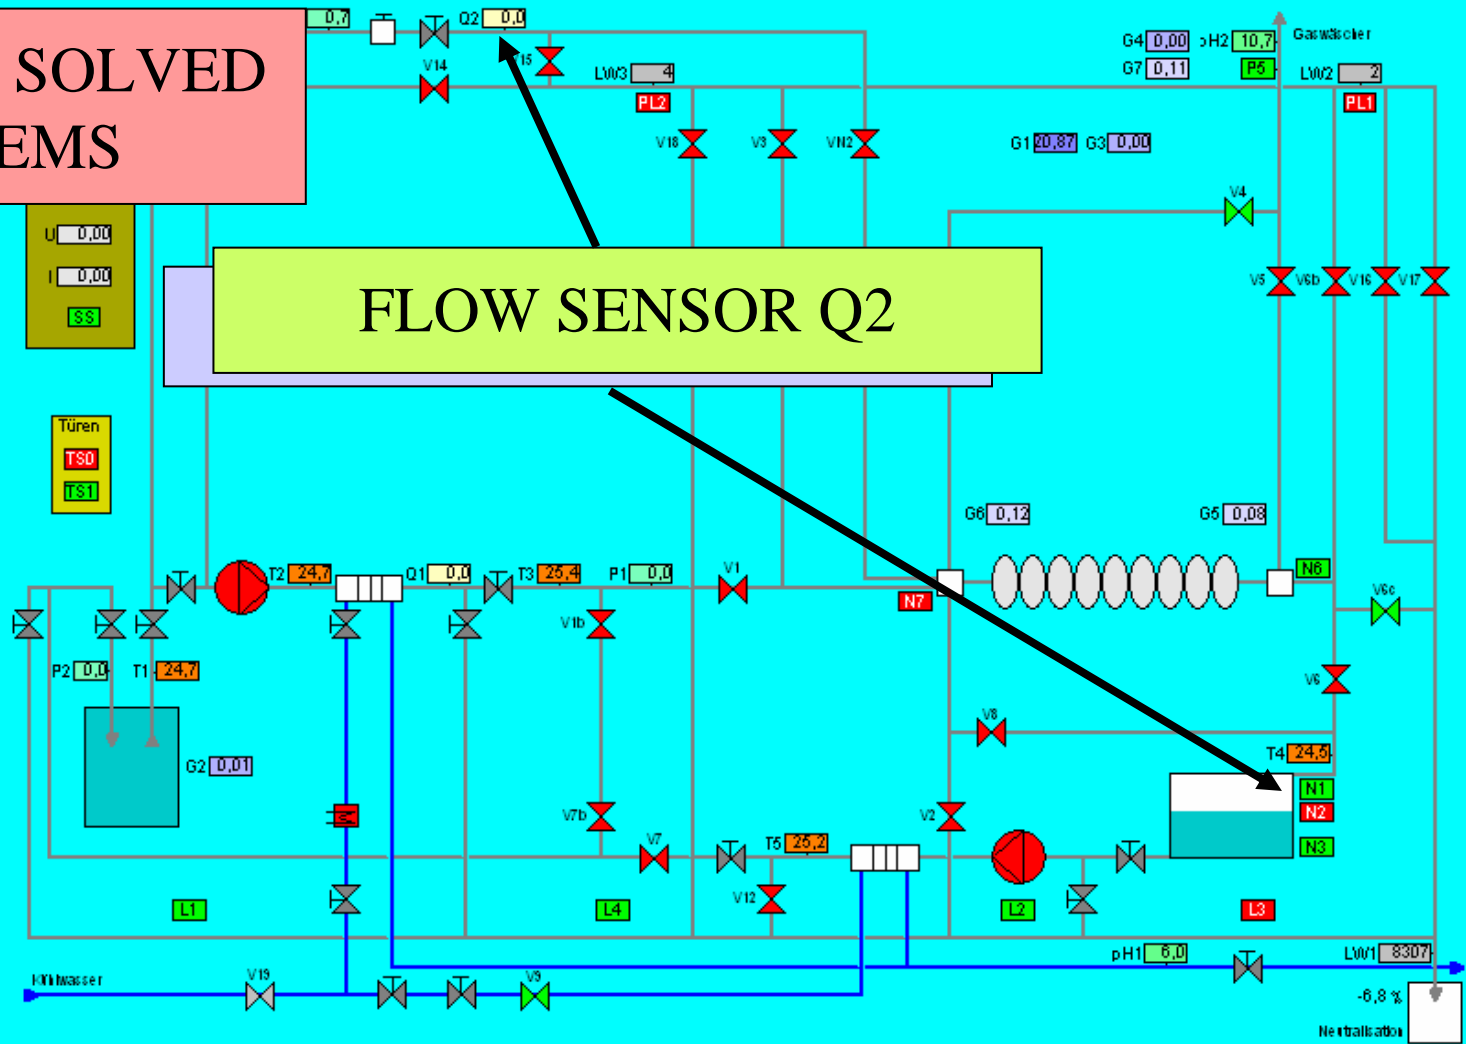 0,7
Q2 0,0
SOLVED
EMS
V14
V15
LW3 4
PL2
G4 0,00 pH2 10,7
Gaswäscher
G7 0,11 P5
LW2 2
PL1
V18
V3
VN2
G1 20,87 G3 0,00
V4
U 0,00
I 0,00
SS
FLOW SENSOR Q2
V5
V6b
V16
V17
Türen
TS0
TS1
G6 0,12
G5 0,08
T2 24,7
Q1 0,0
T3 25,4
P1 0,0
V1
N7
N6
V6c
V1b
P2 0,0
T1 24,7
V6
V8
G2 0,01
T4 24,5
N1
N2
N3
V7b
V7
T5 25,2
V2
V12
L1
L4
L2
L3
pH1 6,0
LW1 8307
Kühlwasser
V19
V9
-6,8 %
Neutralisation